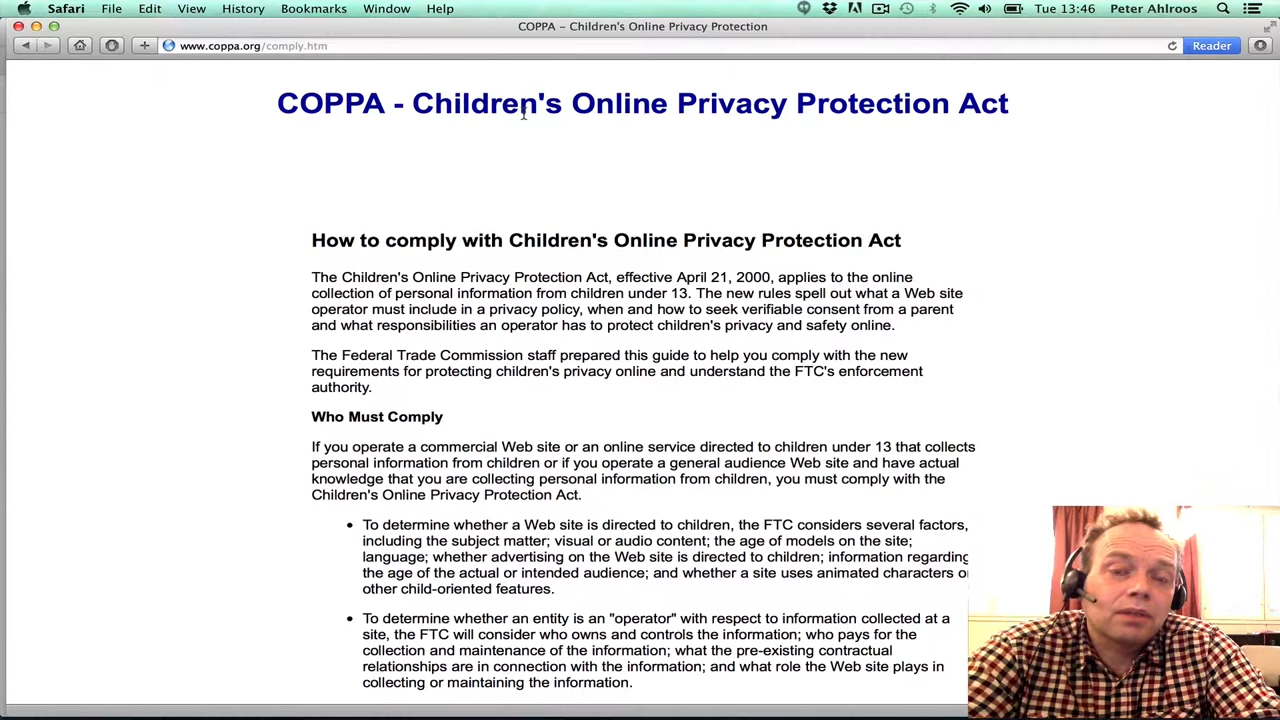 Safari File Edit View History Bookmarks Window Help Tue 13:46 Peter Ahlroos
COPPA - Children's Online Privacy Protection
www.coppa.org/comply.htm Reader
COPPA - Children's Online Privacy Protection Act
How to comply with Children's Online Privacy Protection Act
The Children's Online Privacy Protection Act, effective April 21, 2000, applies to the online
collection of personal information from children under 13. The new rules spell out what a Web site
operator must include in a privacy policy, when and how to seek verifiable consent from a parent
and what responsibilities an operator has to protect children's privacy and safety online.
The Federal Trade Commission staff prepared this guide to help you comply with the new
requirements for protecting children's privacy online and understand the FTC's enforcement
authority.
Who Must Comply
If you operate a commercial Web site or an online service directed to children under 13 that collects
personal information from children or if you operate a general audience Web site and have actual
knowledge that you are collecting personal information from children, you must comply with the
Children's Online Privacy Protection Act.
• To determine whether a Web site is directed to children, the FTC considers several factors,
including the subject matter; visual or audio content; the age of models on the site;
language; whether advertising on the Web site is directed to children; information regarding
the age of the actual or intended audience; and whether a site uses animated characters or
other child-oriented features.
• To determine whether an entity is an "operator" with respect to information collected at a
site, the FTC will consider who owns and controls the information; who pays for the
collection and maintenance of the information; what the pre-existing contractual
relationships are in connection with the information; and what role the Web site plays in
collecting or maintaining the information.